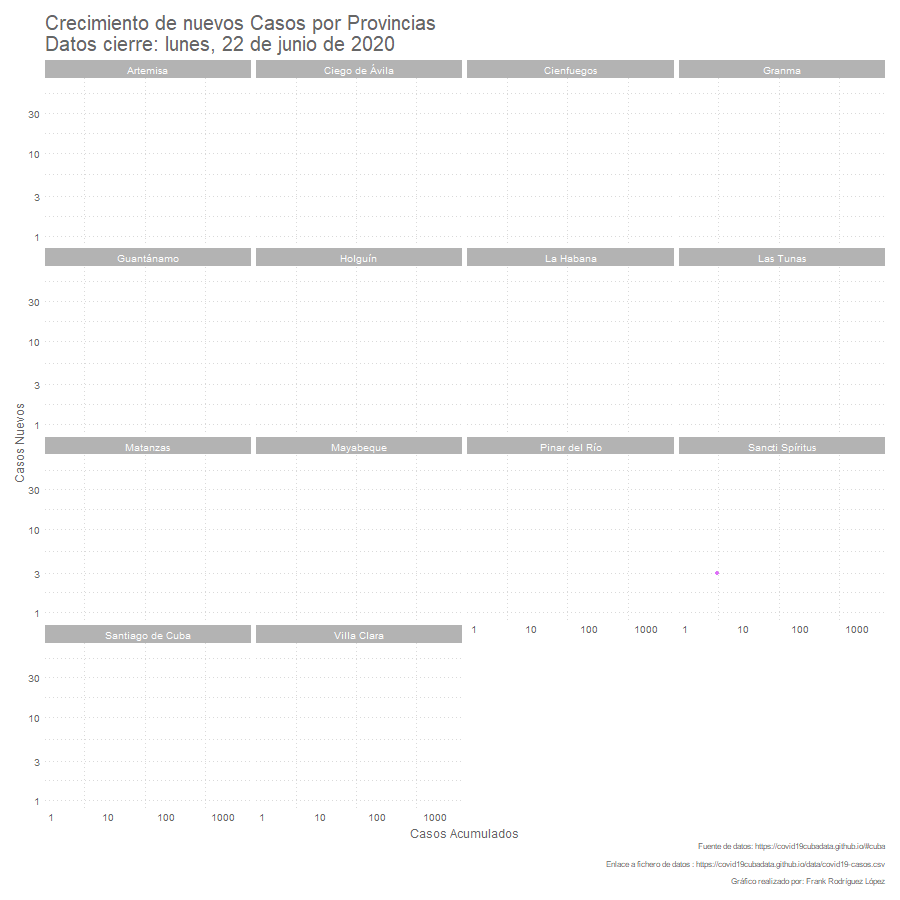 Crecimiento de nuevos Casos por Provincias
Datos cierre: lunes, 22 de junio de 2020
Artemisa Ciego de Ávila Cienfuegos Granma
30
10
3
1
Guantánamo Holguín La Habana Las Tunas
30
10
3
1
Casos Nuevos
Matanzas Mayabeque Pinar del Río Sancti Spíritus
30
10
3
1
1 10 100 1000 1 10 100 1000
Santiago de Cuba Villa Clara
30
10
3
1
1 10 100 1000 1 10 100 1000
Casos Acumulados
Fuente de datos: https://covid19cubadata.github.io/#cuba
Enlace a fichero de datos : https://covid19cubadata.github.io/data/covid19-casos.csv
Gráfico realizado por: Frank Rodríguez López